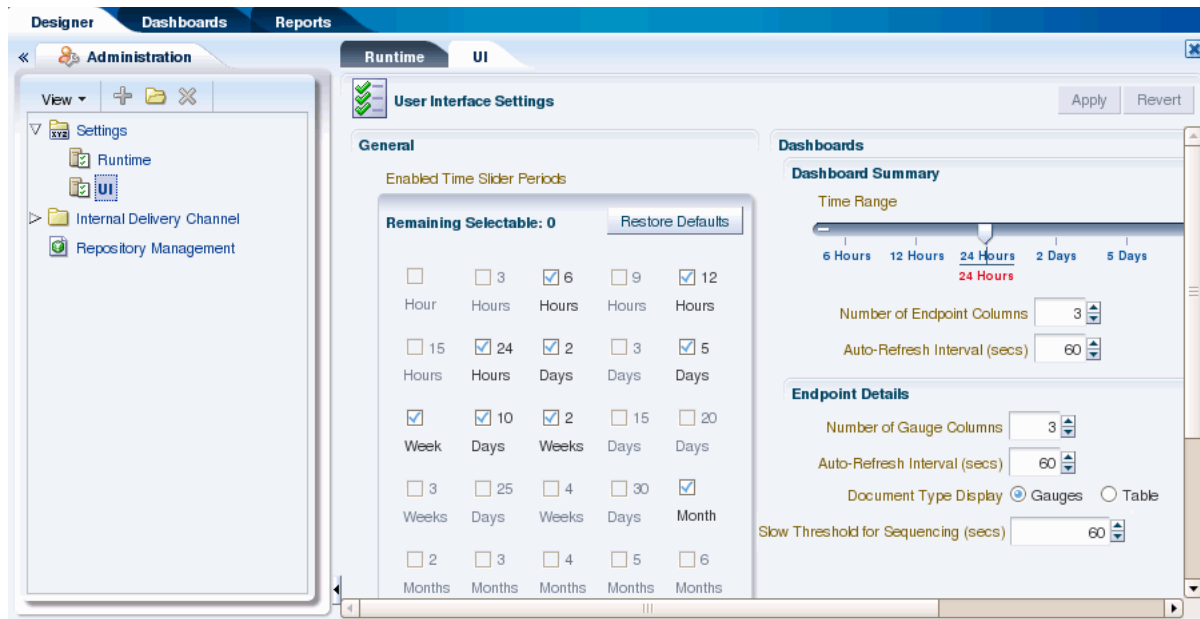 Designer Dashboards Reports
« Administration
Runtime UI
View
User Interface Settings
Apply Revert
XYZ Settings
Runtime
UI
Internal Delivery Channel
Repository Management
General
Enabled Time Slider Periods
Remaining Selectable: 0 Restore Defaults
Hour
3 Hours
6 Hours
9 Hours
12 Hours
15 Hours
24 Hours
2 Days
3 Days
5 Days
Week
10 Days
2 Weeks
15 Days
20 Days
3 Weeks
25 Days
4 Weeks
30 Days
Month
2 Months
3 Months
4 Months
5 Months
6 Months
Dashboards
Dashboard Summary
Time Range
6 Hours 12 Hours 24 Hours 2 Days 5 Days
24 Hours
Number of Endpoint Columns 3
Auto-Refresh Interval (secs) 60
Endpoint Details
Number of Gauge Columns 3
Auto-Refresh Interval (secs) 60
Document Type Display Gauges Table
Slow Threshold for Sequencing (secs) 60